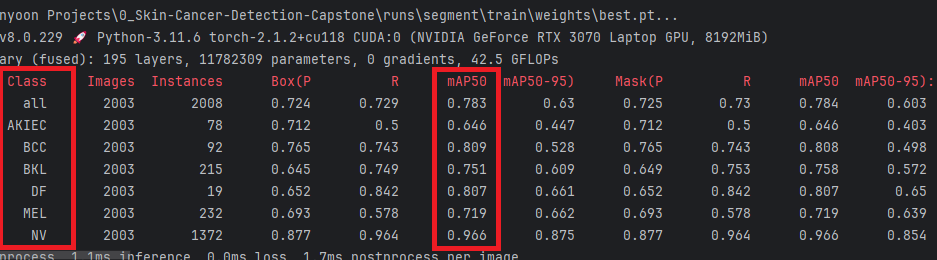 nyoon Projects\0_Skin-Cancer-Detection-Capstone\runs\segment\train\weights\best.pt...
v8.0.229 🚀 Python-3.11.6 torch-2.1.2+cu118 CUDA:0 (NVIDIA GeForce RTX 3070 Laptop GPU, 8192MiB)
ary (fused): 195 layers, 11782309 parameters, 0 gradients, 42.5 GFLOPs
Class Images Instances Box(P R mAP50 mAP50-95) Mask(P R mAP50 mAP50-95):
all 2003 2008 0.724 0.729 0.783 0.63 0.725 0.73 0.784 0.603
AKIEC 2003 78 0.712 0.5 0.646 0.447 0.712 0.5 0.646 0.403
BCC 2003 92 0.765 0.743 0.809 0.528 0.765 0.743 0.808 0.498
BKL 2003 215 0.645 0.749 0.751 0.609 0.649 0.753 0.758 0.572
DF 2003 19 0.652 0.842 0.807 0.661 0.652 0.842 0.807 0.65
MEL 2003 232 0.693 0.578 0.719 0.662 0.693 0.578 0.719 0.639
NV 2003 1372 0.877 0.964 0.966 0.875 0.877 0.964 0.966 0.854
process, 1.1ms inference, 0.0ms loss, 1.7ms postprocess per image